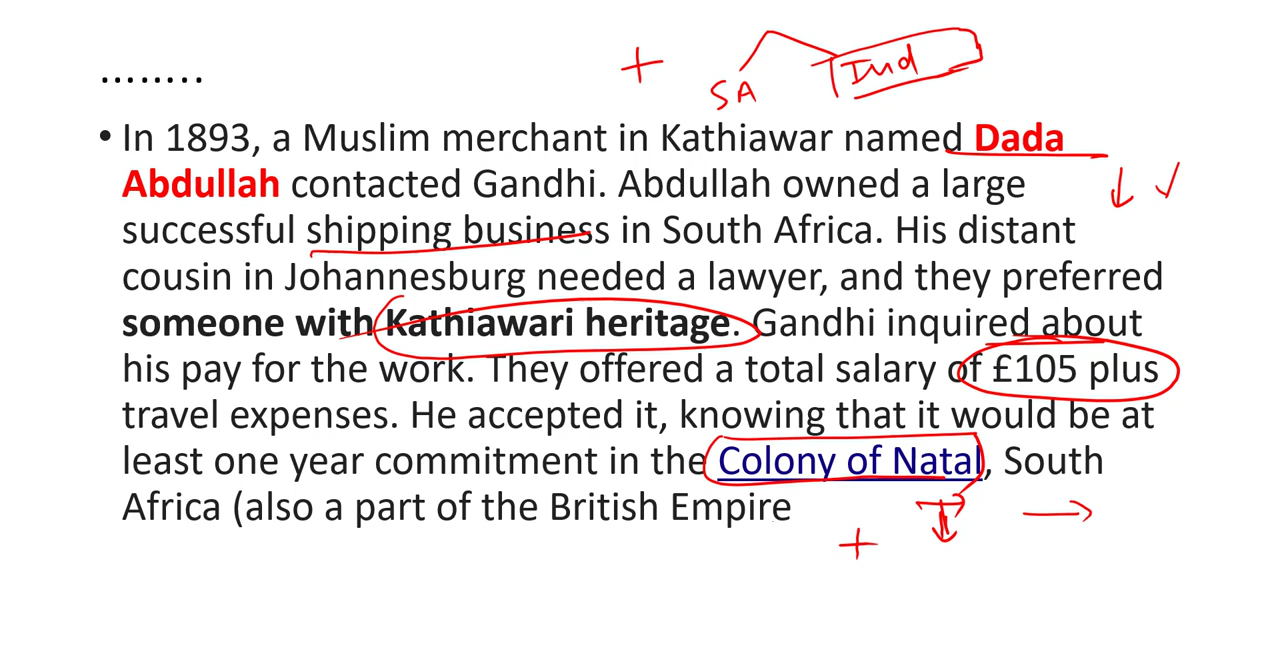 ........
SA Ind
• In 1893, a Muslim merchant in Kathiawar named Dada
Abdullah contacted Gandhi. Abdullah owned a large
successful shipping business in South Africa. His distant
cousin in Johannesburg needed a lawyer, and they preferred
someone with Kathiawari heritage. Gandhi inquired about
his pay for the work. They offered a total salary of £105 plus
travel expenses. He accepted it, knowing that it would be at
least one year commitment in the Colony of Natal, South
Africa (also a part of the British Empire